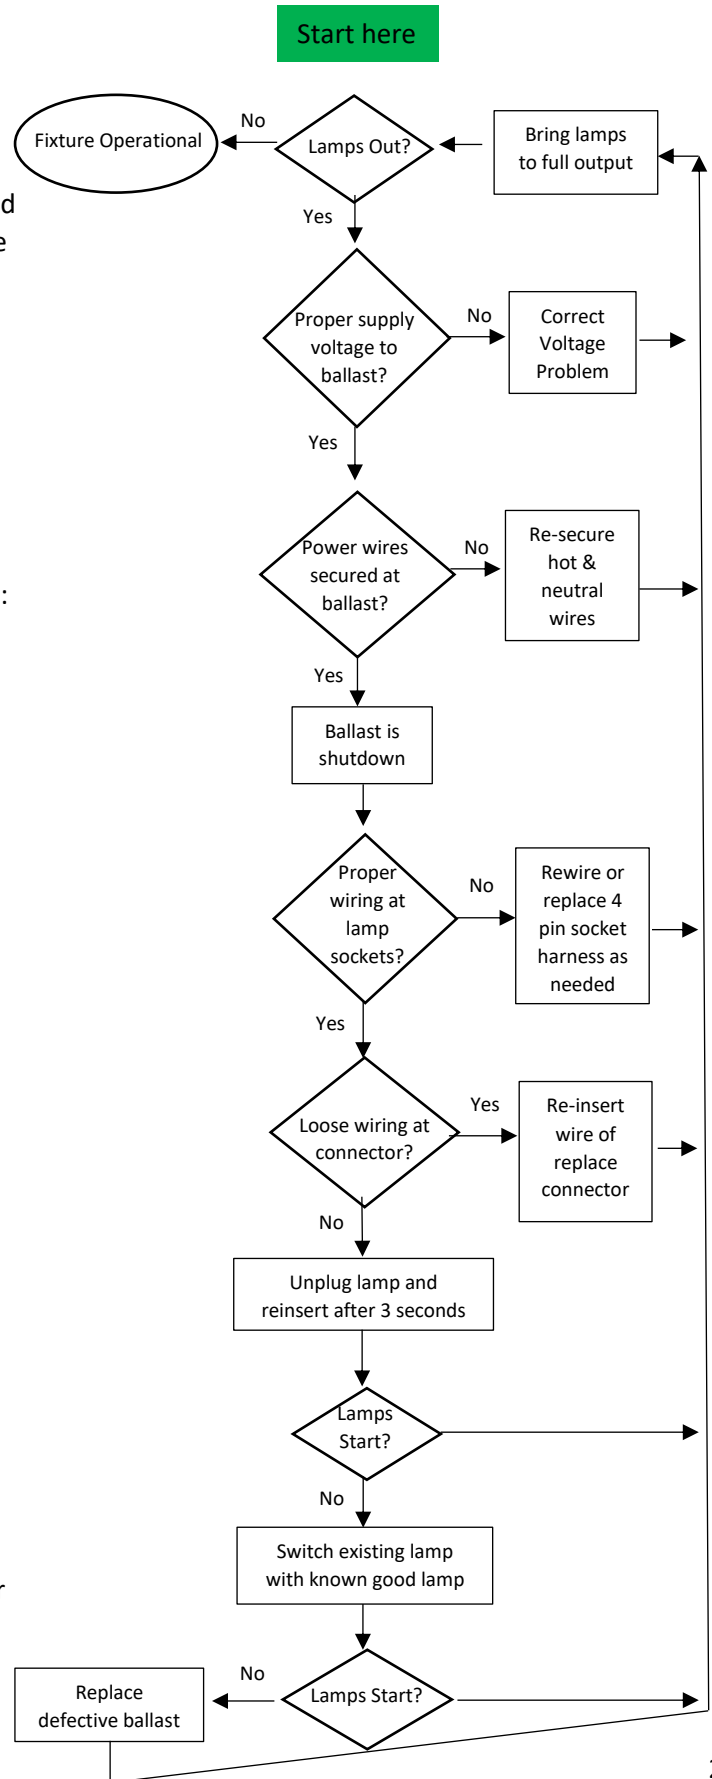 Start here
Fixture Operational
No
Lamps Out?
Bring lamps
to full output
d
e
Yes
Proper supply
voltage to
ballast?
No
Correct
Voltage
Problem
Yes
Power wires
secured at
ballast?
No
Re-secure
hot &
neutral
wires
:
Yes
Ballast is
shutdown
Proper
wiring at
lamp
sockets?
No
Rewire or
replace 4
pin socket
harness as
needed
Yes
Loose wiring at
connector?
Yes
Re-insert
wire of
replace
connector
No
Unplug lamp and
reinsert after 3 seconds
Lamps
Start?
No
Switch existing lamp
with known good lamp
r
Lamps Start?
No
Replace
defective ballast